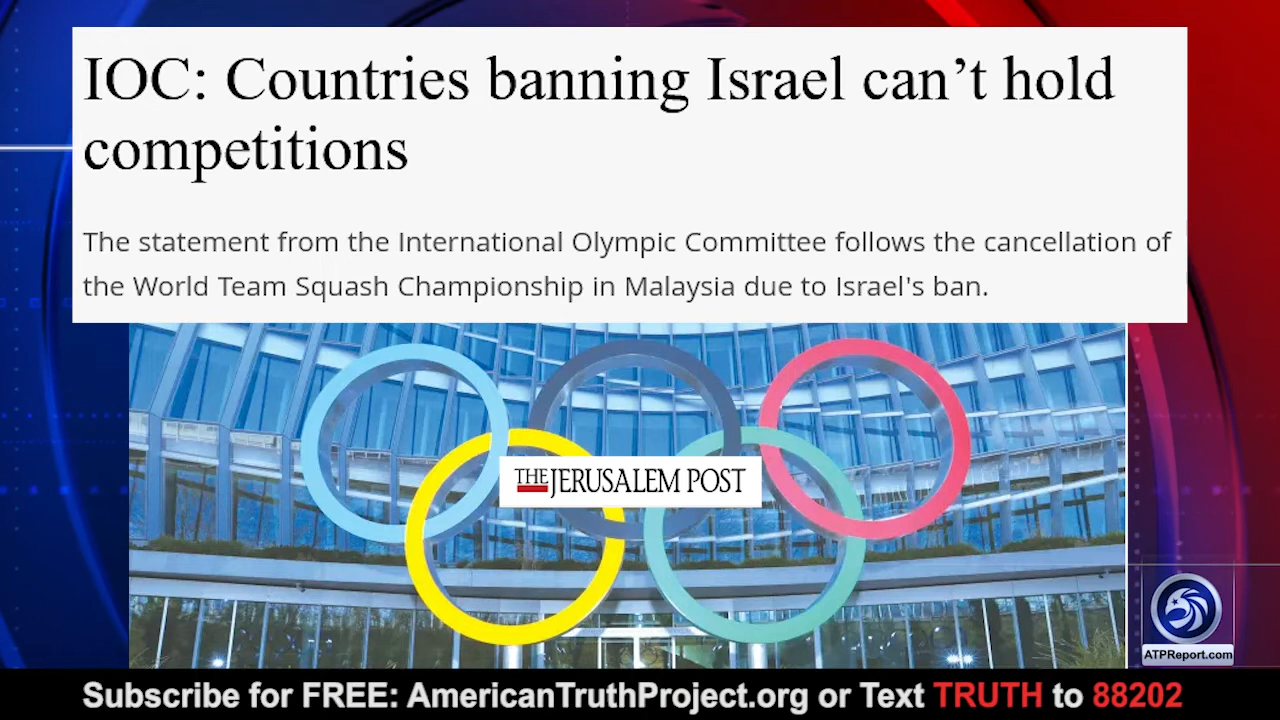 IOC: Countries banning Israel can’t hold
competitions
The statement from the International Olympic Committee follows the cancellation of
the World Team Squash Championship in Malaysia due to Israel's ban.
THE JERUSALEM POST
ATPReport.com
Subscribe for FREE: AmericanTruthProject.org or Text TRUTH to 88202